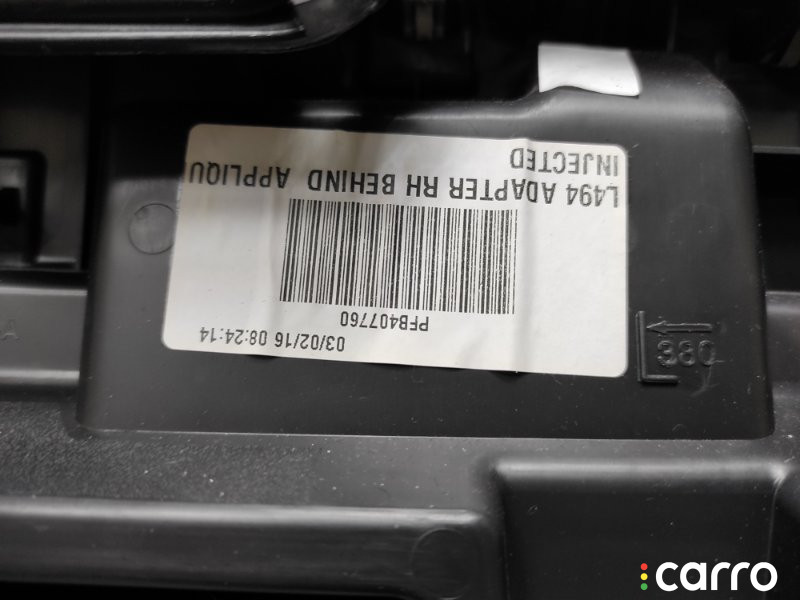 L494 ADAPTER RH BEHIND APPLIQU
INJECTED
PFB407760
03/02/16 08:24:14
380
carro